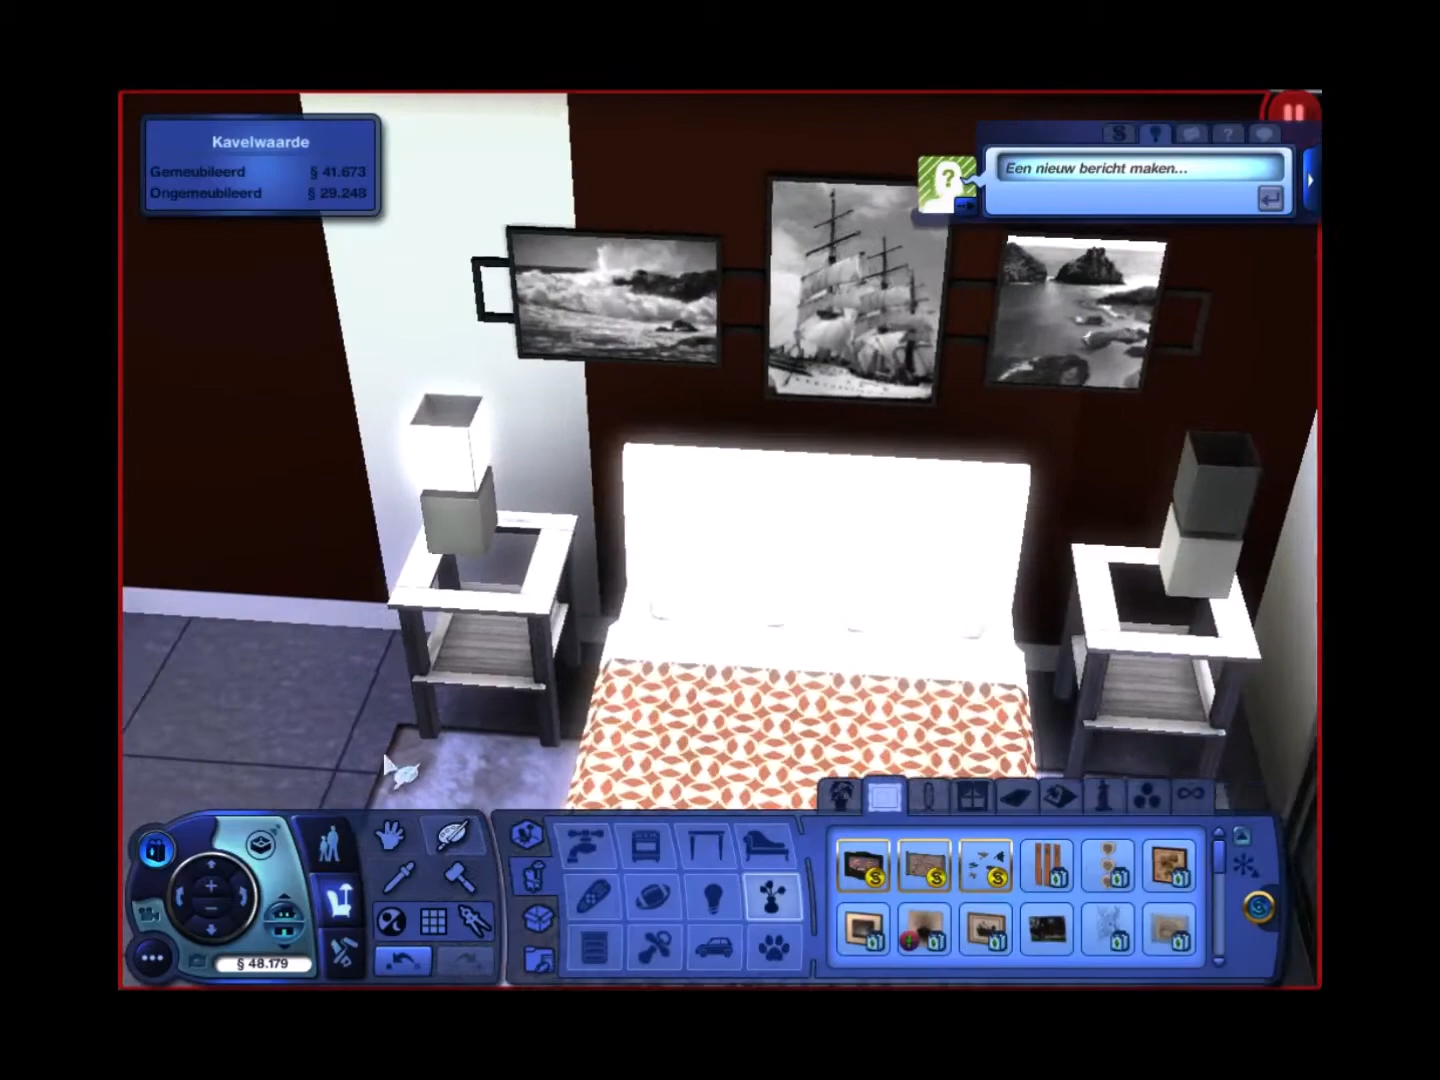 Kavelwaarde
Gemeubileerd § 41.673
Ongemeubileerd § 29.248
Een nieuw bericht maken...
§ 48.179